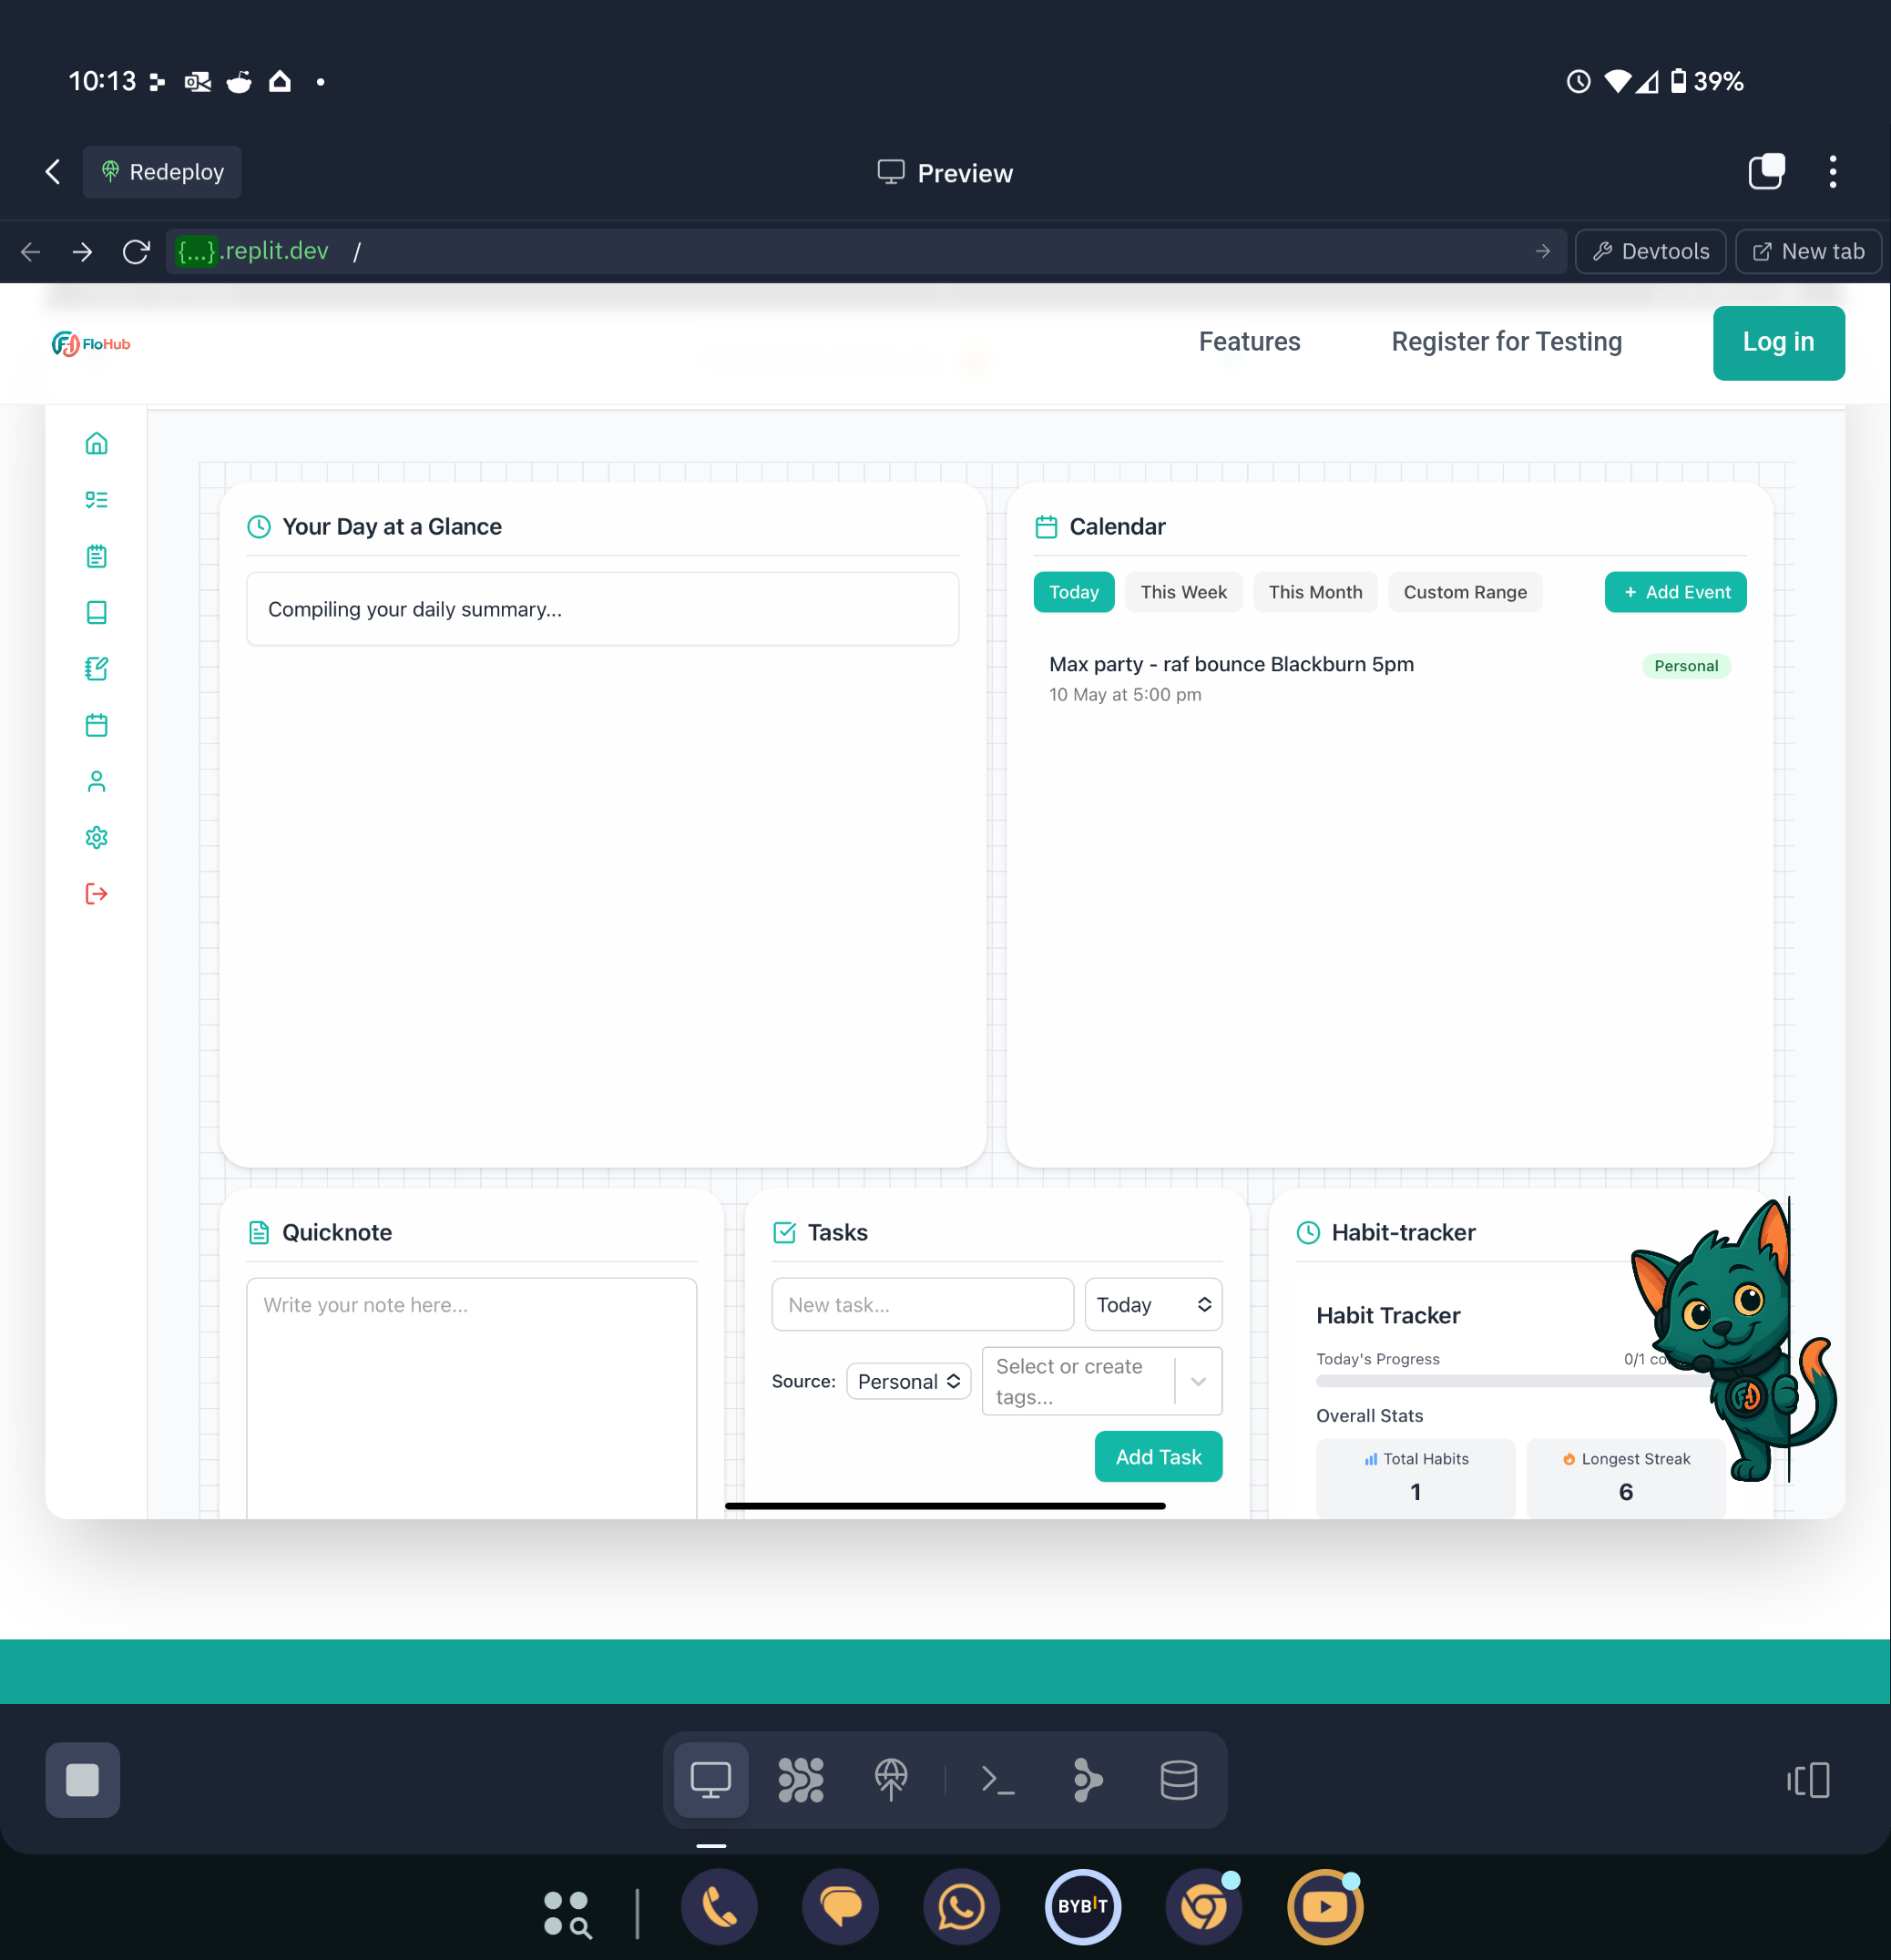 10:13
39%
Redeploy
Preview
{...}.replit.dev /
Devtools
New tab
FloHub
Features
Register for Testing
Log in
Your Day at a Glance
Compiling your daily summary...
Calendar
Today
This Week
This Month
Custom Range
+ Add Event
Max party - raf bounce Blackburn 5pm
Personal
10 May at 5:00 pm
Quicknote
Write your note here...
Tasks
New task...
Today
Source:
Personal
Select or create
tags...
Add Task
Habit-tracker
Habit Tracker
Today's Progress
0/1
Overall Stats
Total Habits
1
Longest Streak
6
BYBIT